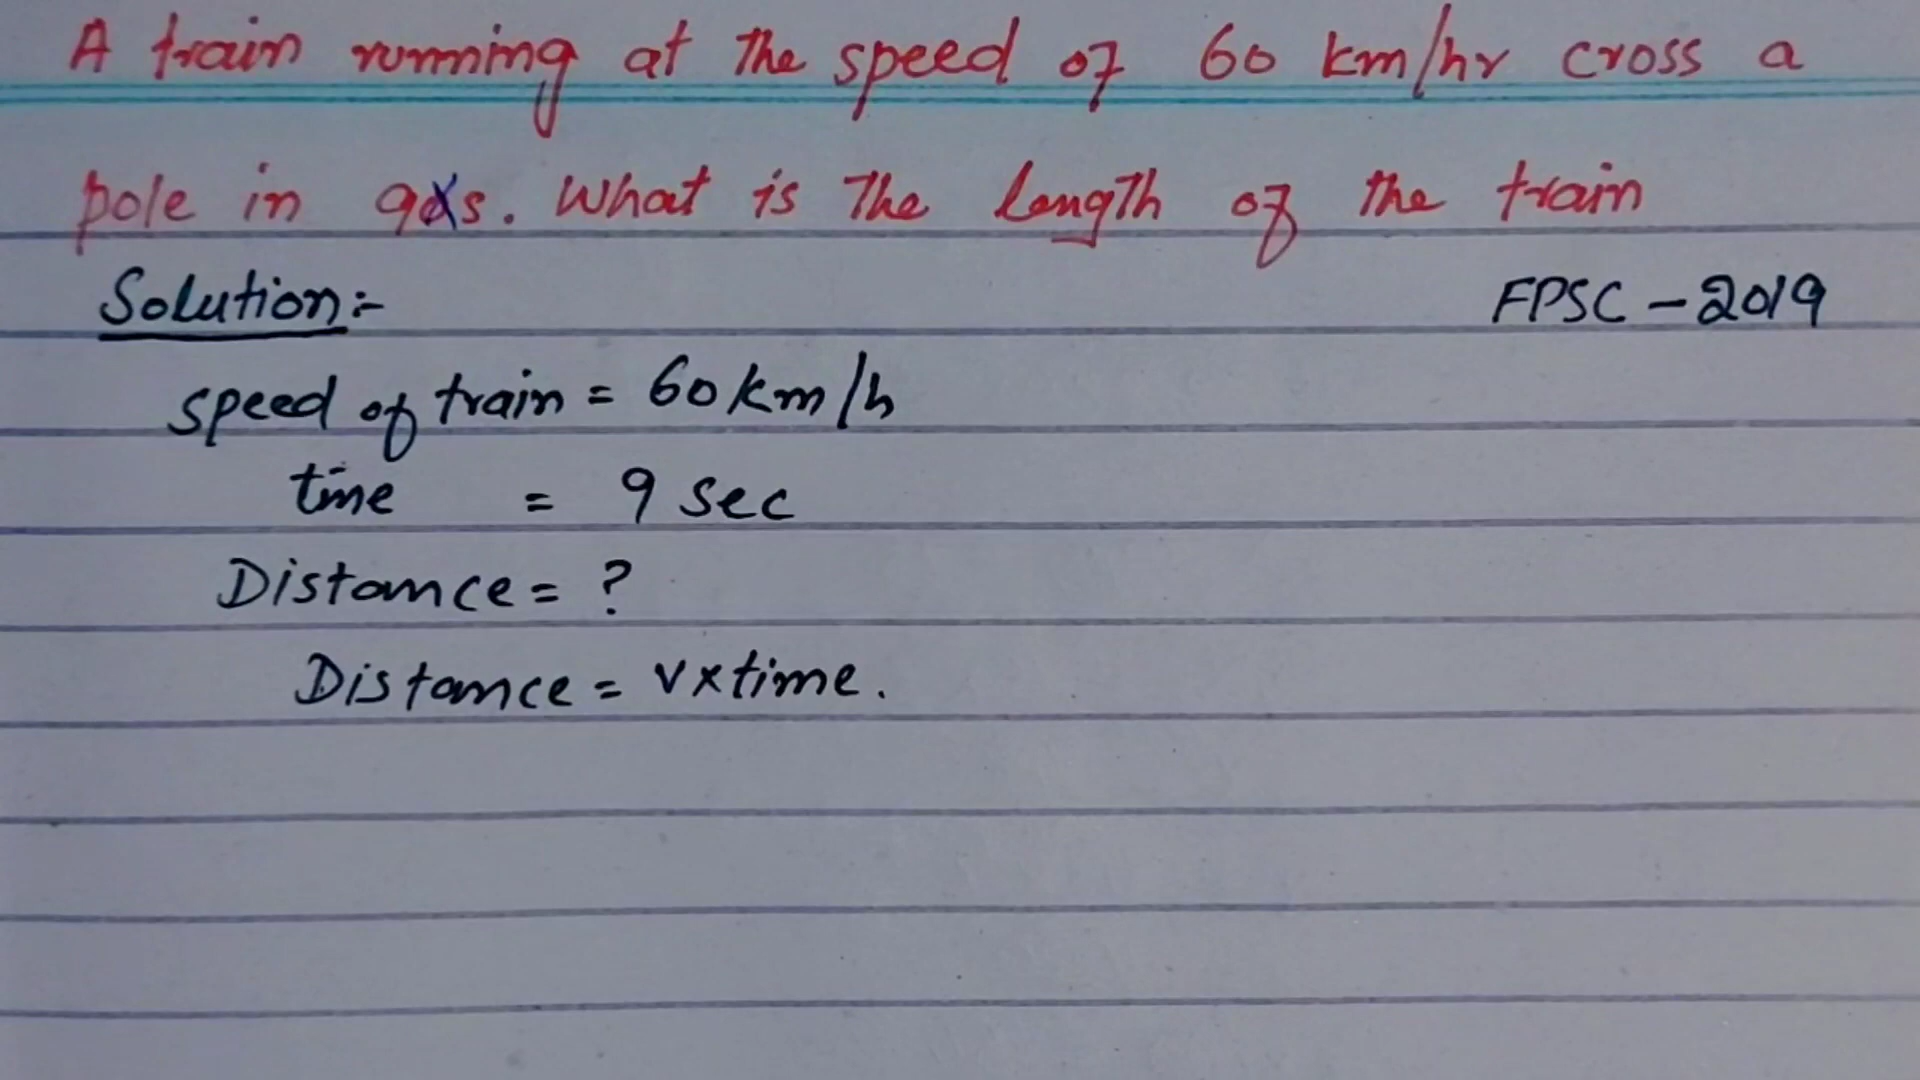 A train running at the speed of 60 km/hr cross a
pole in 9 s. What is the length of the train
Solution:-
FPSC - 2019
speed of train = 60 km/h
time = 9 sec
Distance = ?
Distance = v x time.